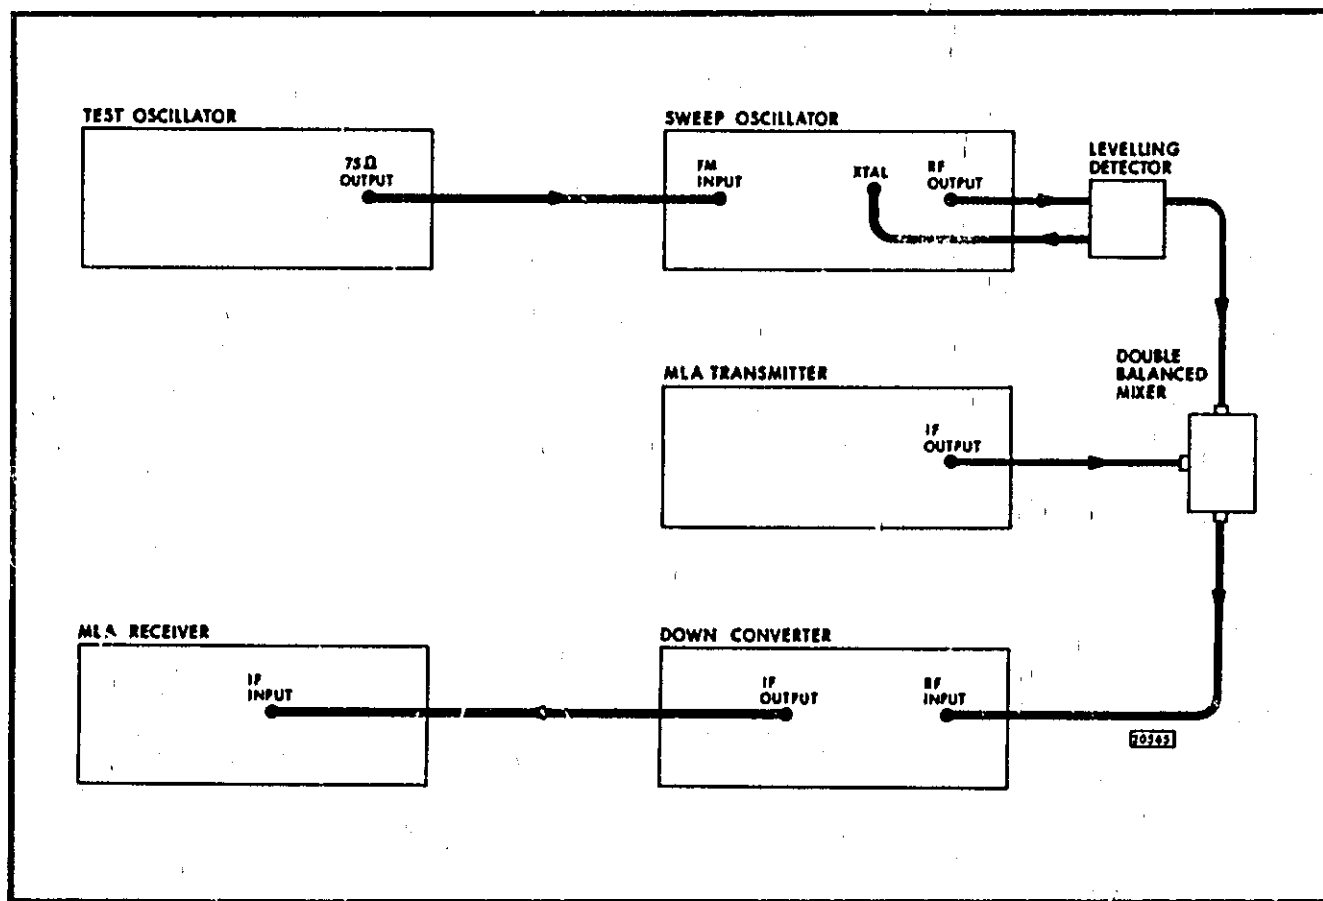 TEST OSCILLATOR
75Ω
OUTPUT
SWEEP OSCILLATOR
FM
INPUT
XTAL
RF
OUTPUT
LEVELLING
DETECTOR
MLA TRANSMITTER
IF
OUTPUT
DOUBLE
BALANCED
MIXER
MLA RECEIVER
IF
INPUT
DOWN CONVERTER
IF
OUTPUT
RF
INPUT